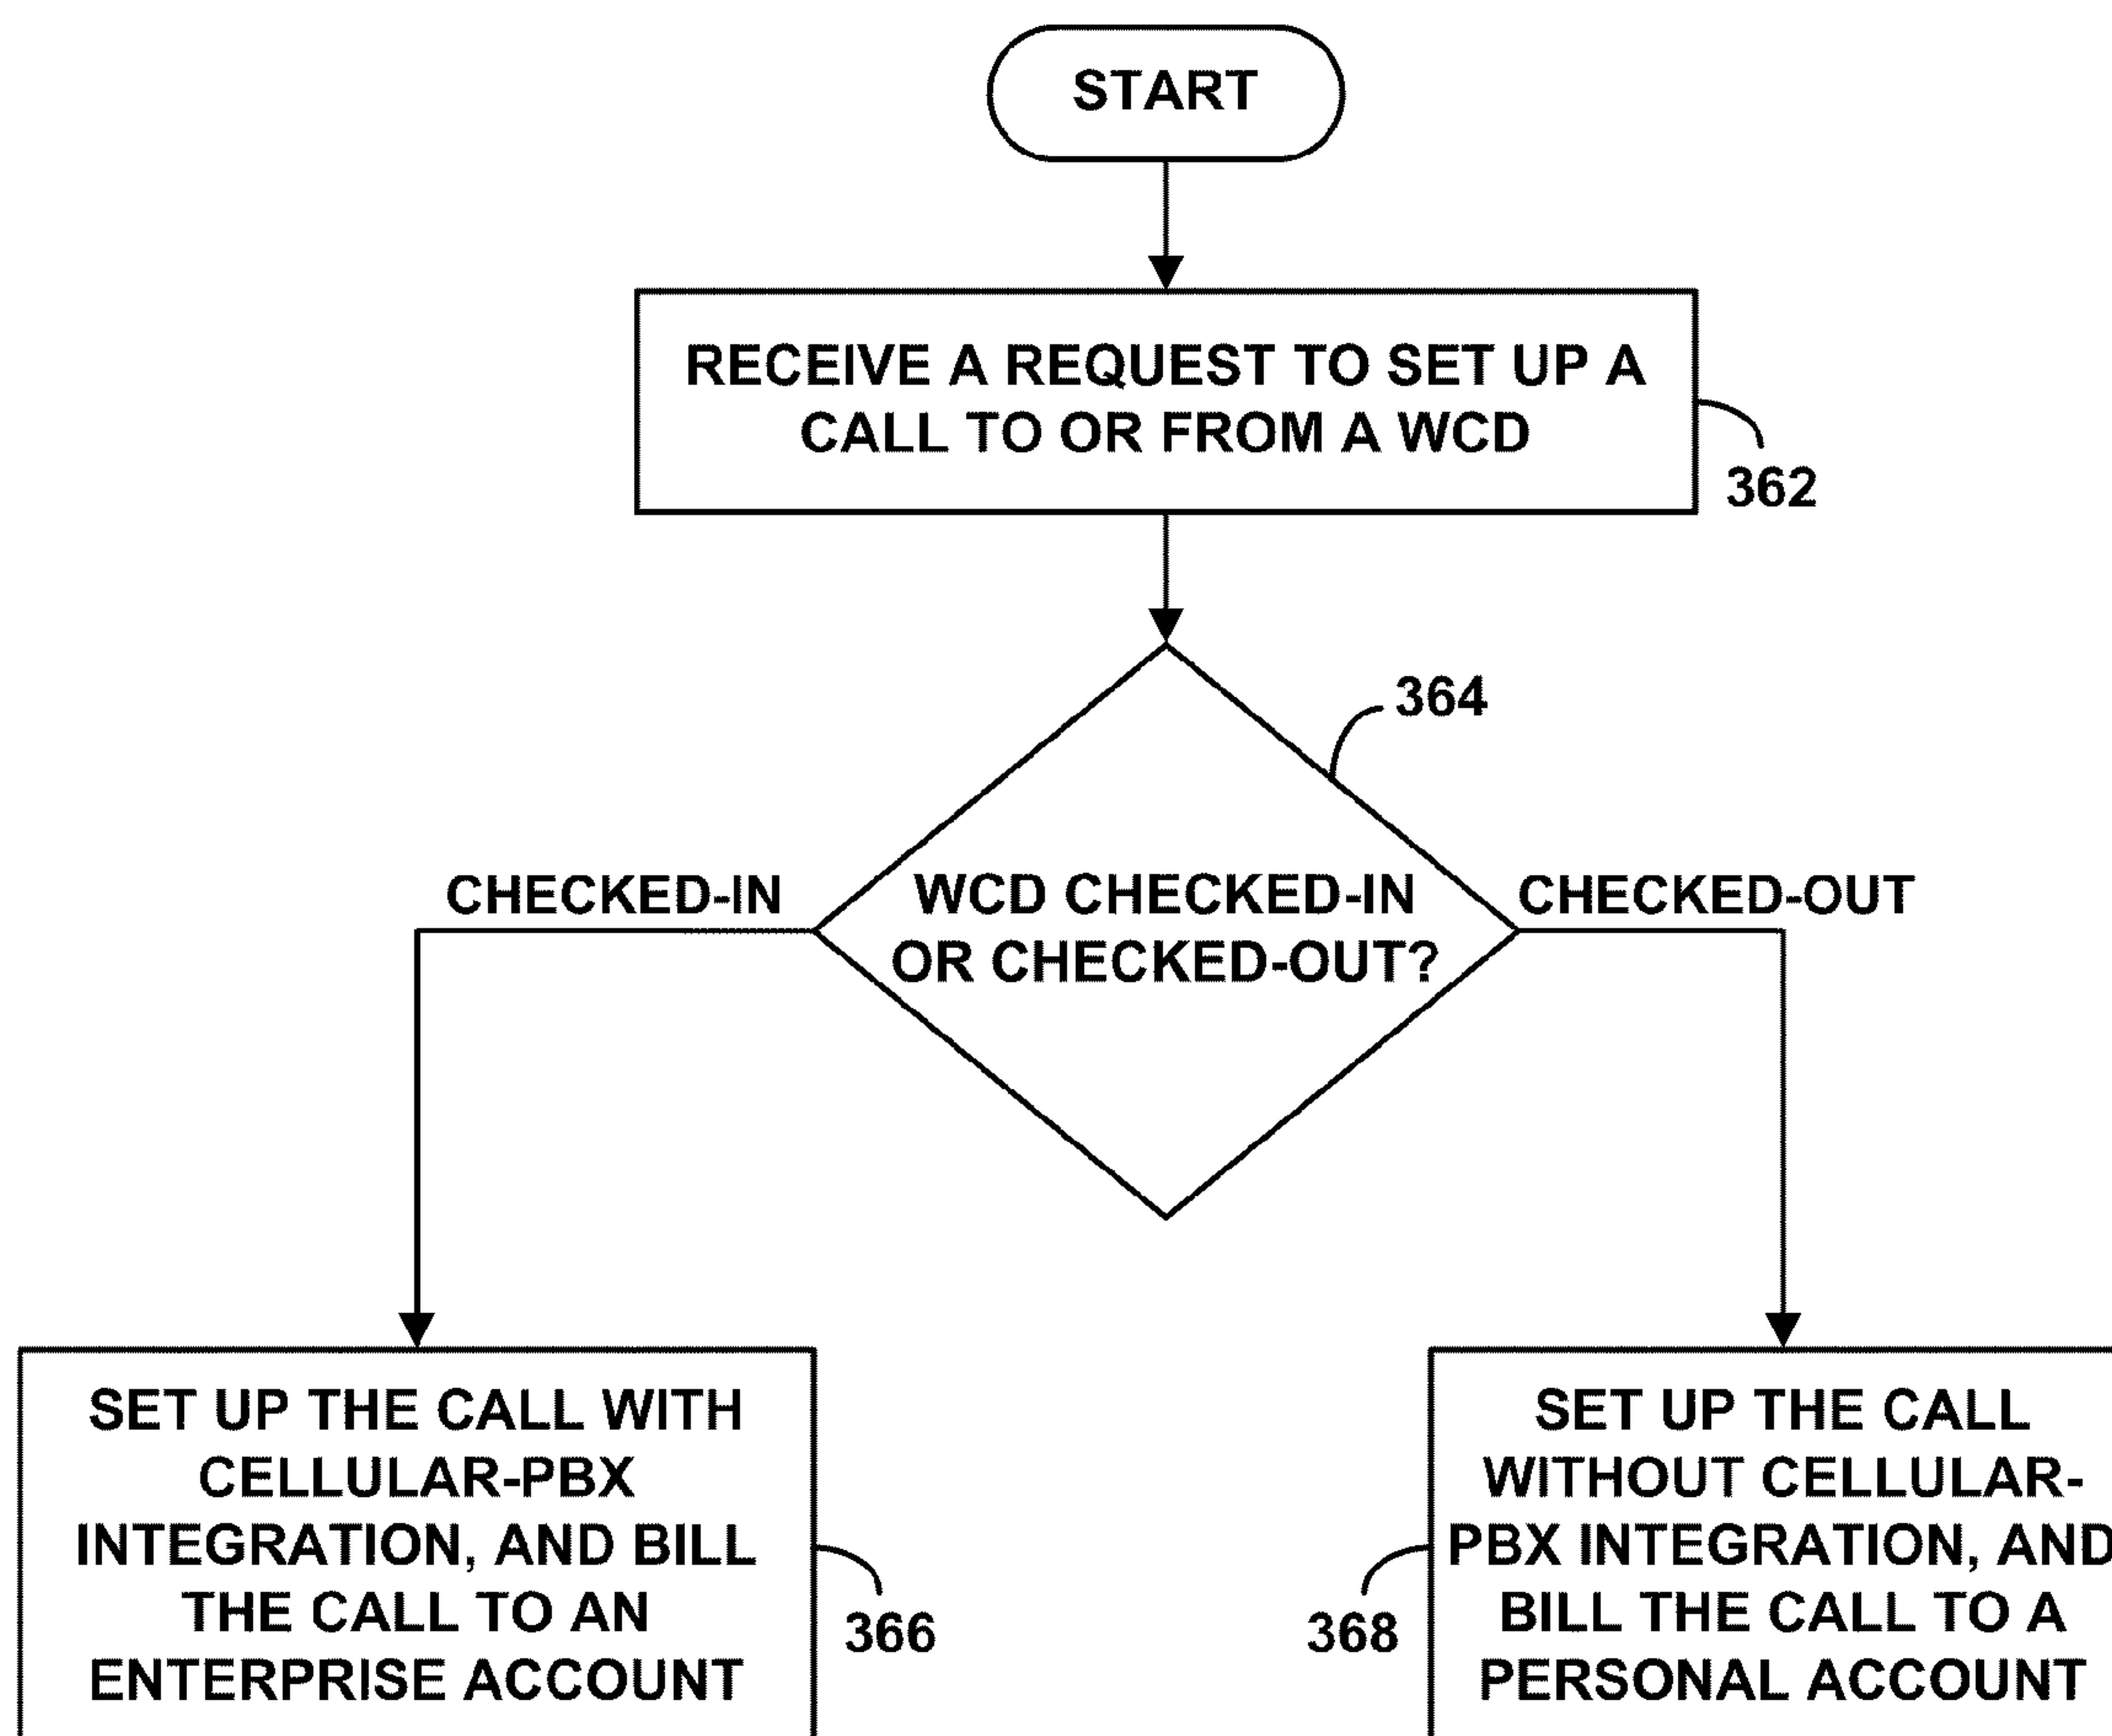 START
RECEIVE A REQUEST TO SET UP A
CALL TO OR FROM A WCD
362
364
CHECKED-IN
WCD CHECKED-IN
OR CHECKED-OUT?
CHECKED-OUT
SET UP THE CALL WITH
CELLULAR-PBX
INTEGRATION, AND BILL
THE CALL TO AN
ENTERPRISE ACCOUNT
366
SET UP THE CALL
WITHOUT CELLULAR-
PBX INTEGRATION, AND
BILL THE CALL TO A
PERSONAL ACCOUNT
368